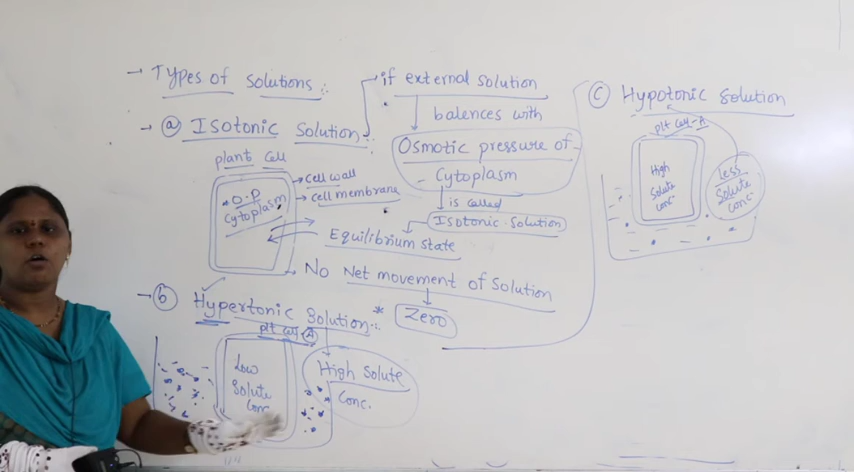 → Types of Solutions :
→ ⓐ Isotonic Solution :
plant cell
→ cell wall
→ cell membrane
O.P
Cytoplasm
if external solution
balences with
Osmotic pressure of
Cytoplasm
is called
Isotonic solution
Equilibrium state
→ No Net movement of solution
Zero
→ ⓑ Hypertonic Solution
plt cell-A
Low
Solute
conc
High Solute
conc.
ⓒ Hypotonic Solution
plt cell-A
High
Solute
conc
Less
Solute
conc.